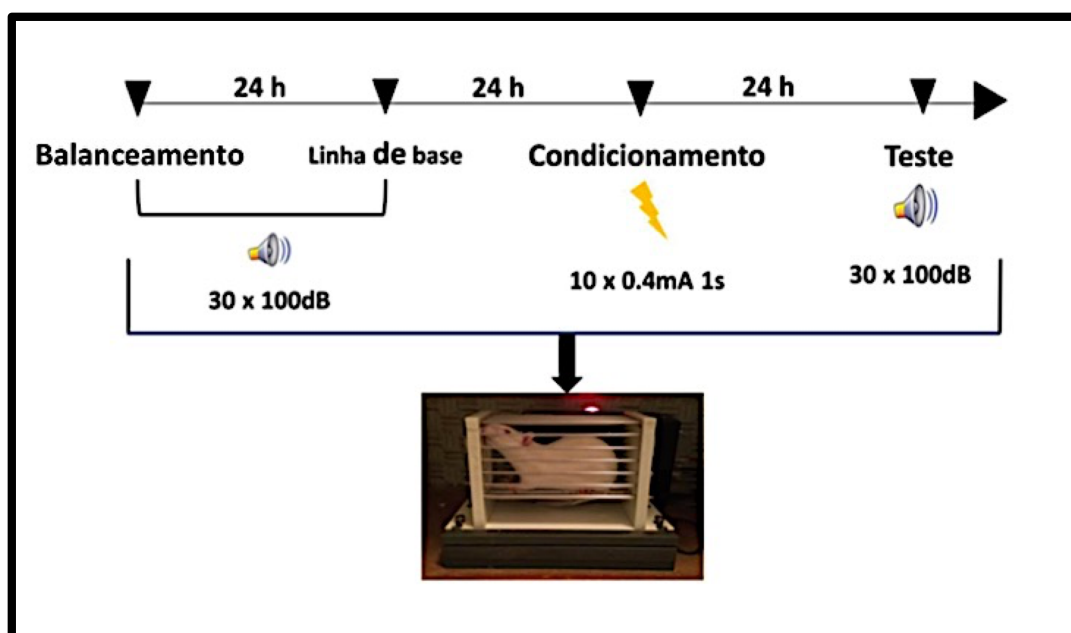 24 h
24 h
24 h
Balanceamento
Linha de base
Condicionamento
Teste
30 x 100dB
10 x 0.4mA 1s
30 x 100dB